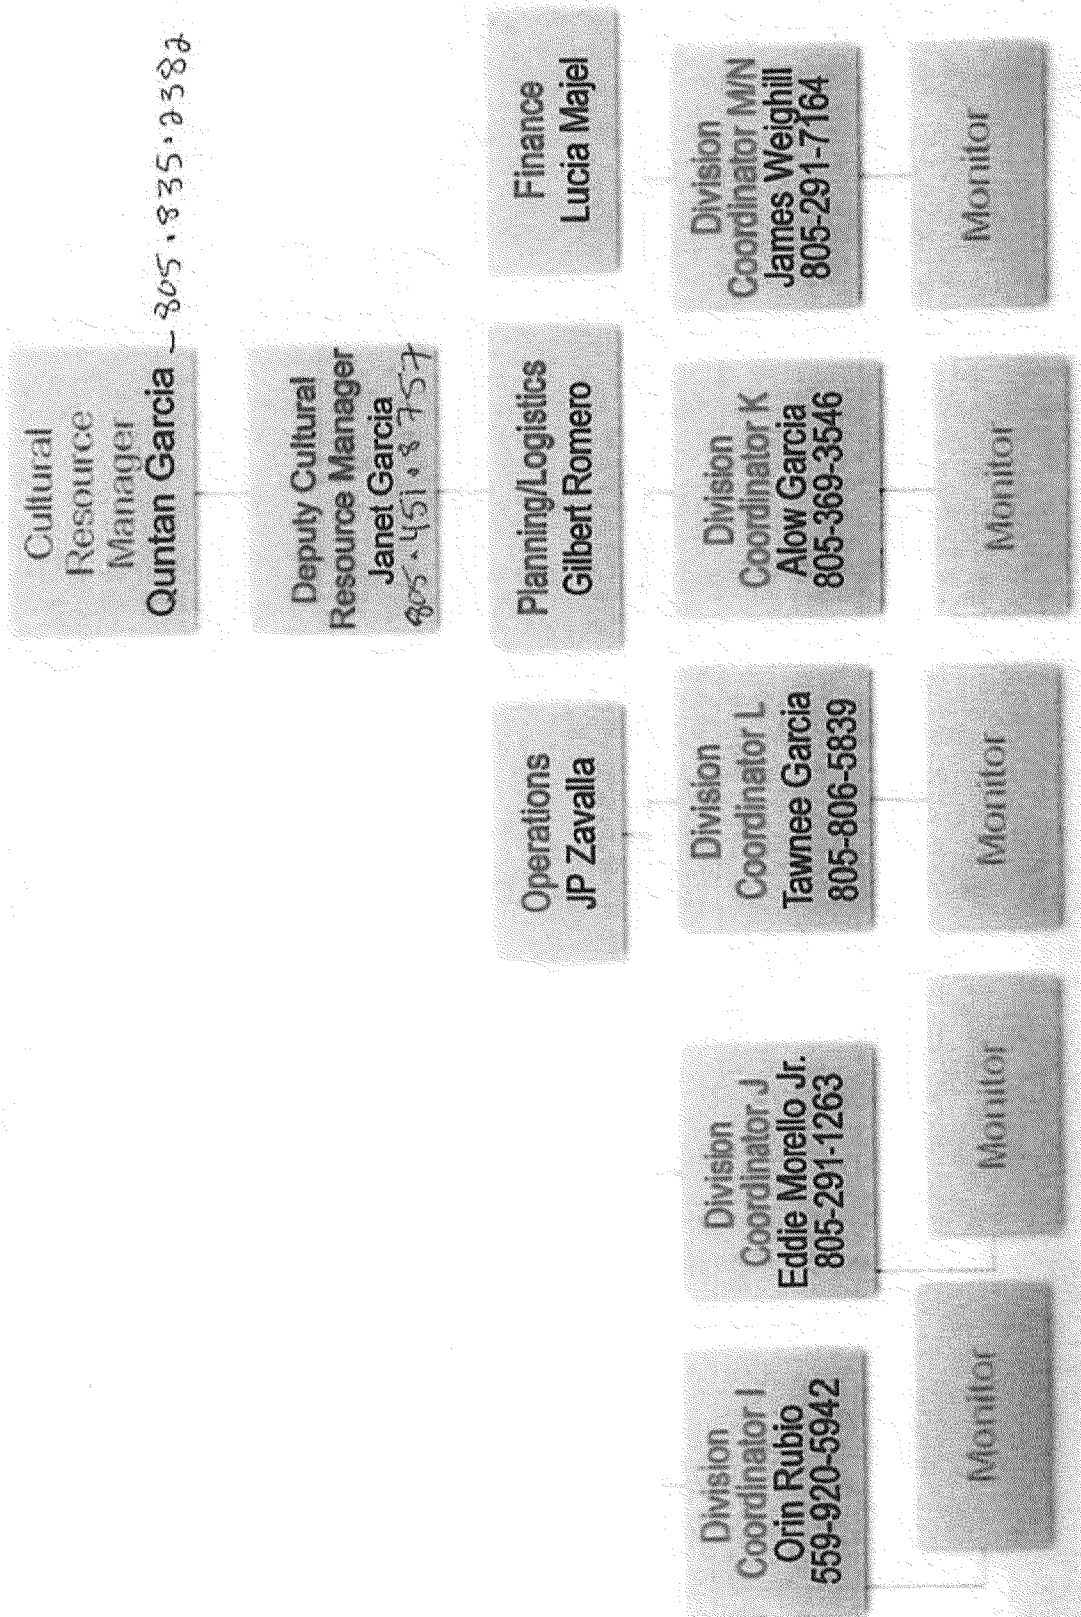 Cultural
Resource
Manager
Quntan Garcia - 805.835.2382
Deputy Cultural
Resource Manager
Janet Garcia
805.451.8757
Operations
JP Zavalla
Planning/Logistics
Gilbert Romero
Finance
Lucia Majel
Division
Coordinator I
Orin Rubio
559-920-5942
Division
Coordinator J
Eddie Morello Jr.
805-291-1263
Division
Coordinator L
Tawnee Garcia
805-806-5839
Division
Coordinator K
Alow Garcia
805-369-3546
Division
Coordinator M/N
James Weighill
805-291-7164
Monitor
Monitor
Monitor
Monitor
Monitor